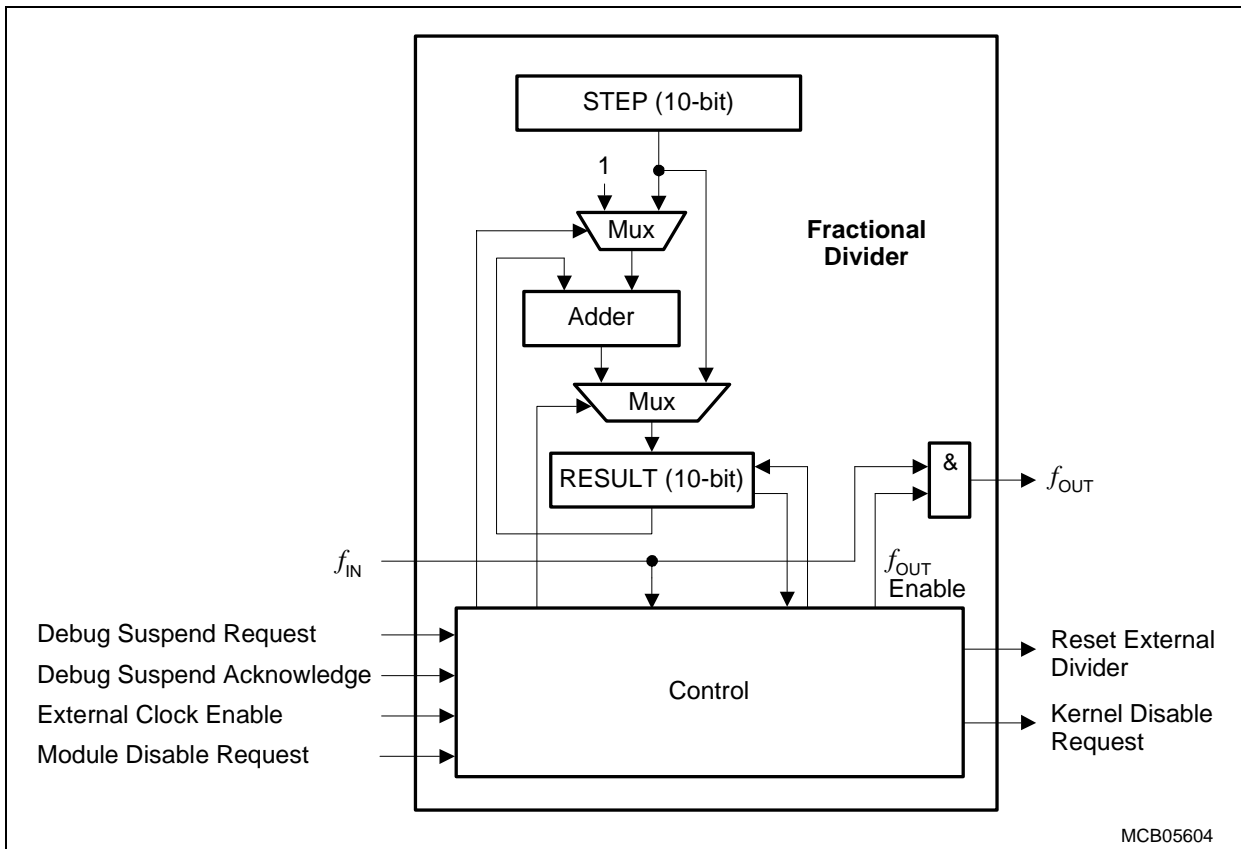 STEP (10-bit)
1
Mux
Fractional
Divider
Adder
Mux
RESULT (10-bit)
&
fOUT
fIN
fOUT
Enable
Debug Suspend Request
Debug Suspend Acknowledge
External Clock Enable
Module Disable Request
Control
Reset External
Divider
Kernel Disable
Request
MCB05604